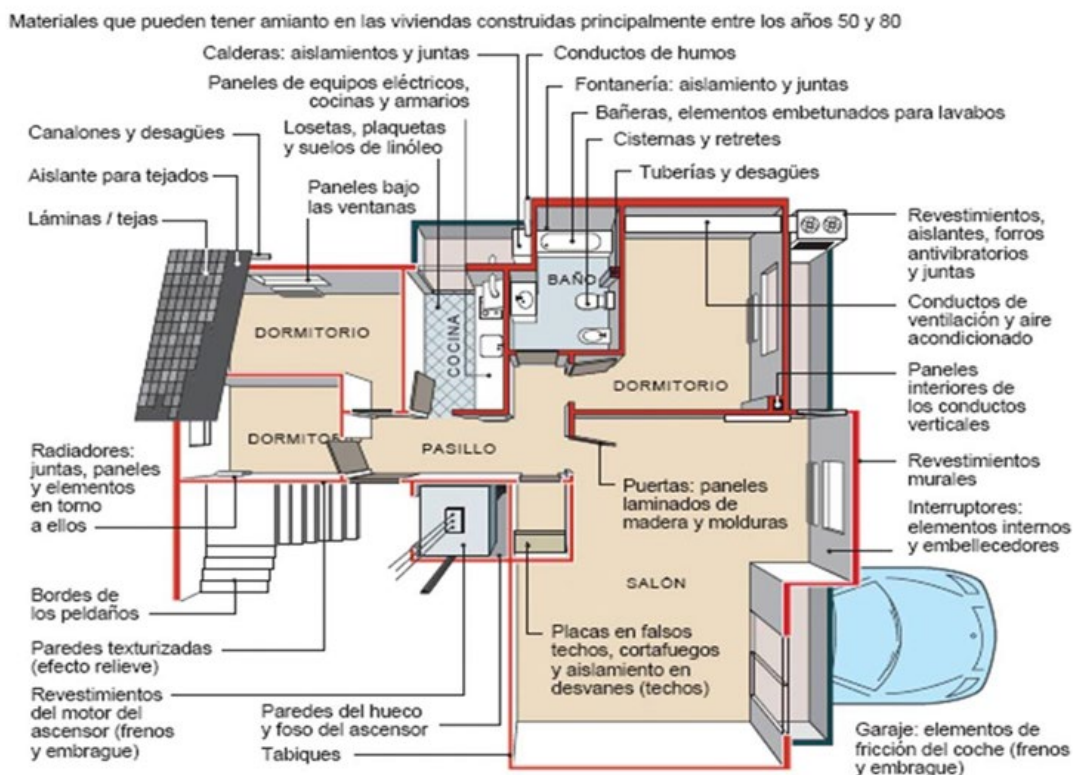 Materiales que pueden tener amianto en las viviendas construidas principalmente entre los años 50 y 80
Calderas: aislamientos y juntas
Conductos de humos
Paneles de equipos eléctricos,
cocinas y armarios
Fontanería: aislamiento y juntas
Bañeras, elementos embetunados para lavabos
Canalones y desagües
Losetas, plaquetas
y suelos de linóleo
Cisternas y retretes
Aislante para tejados
Tuberías y desagües
Láminas / tejas
Paneles bajo
las ventanas
Revestimientos,
aislantes, forros
antivibratorios
y juntas
BAÑO
DORMITORIO
COCINA
Conductos de
ventilación y aire
acondicionado
DORMITORIO
Paneles
interiores de
los conductos
verticales
DORMITORIO
PASILLO
Radiadores:
juntas, paneles
y elementos
en torno
a ellos
Puertas: paneles
laminados de
madera y molduras
Revestimientos
murales
Interruptores:
elementos internos
y embellecedores
SALÓN
Bordes de
los peldaños
Placas en falsos
techos, cortafuegos
y aislamiento en
desvanes (techos)
Paredes texturizadas
(efecto relieve)
Revestimientos
del motor del
ascensor (frenos
y embrague)
Paredes del hueco
y foso del ascensor
Tabiques
Garaje: elementos de
fricción del coche (frenos
y embrague)